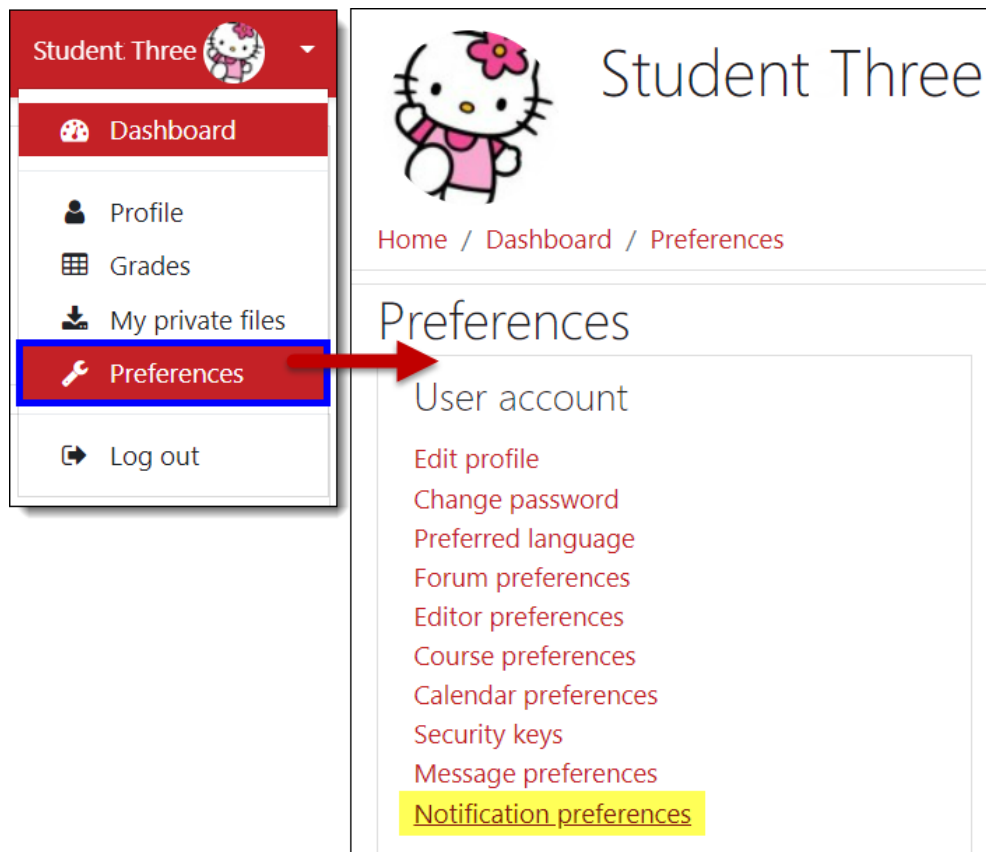 Student Three
Dashboard
Profile
Grades
My private files
Preferences
Log out
Student Three
Home / Dashboard / Preferences
Preferences
User account
Edit profile
Change password
Preferred language
Forum preferences
Editor preferences
Course preferences
Calendar preferences
Security keys
Message preferences
Notification preferences